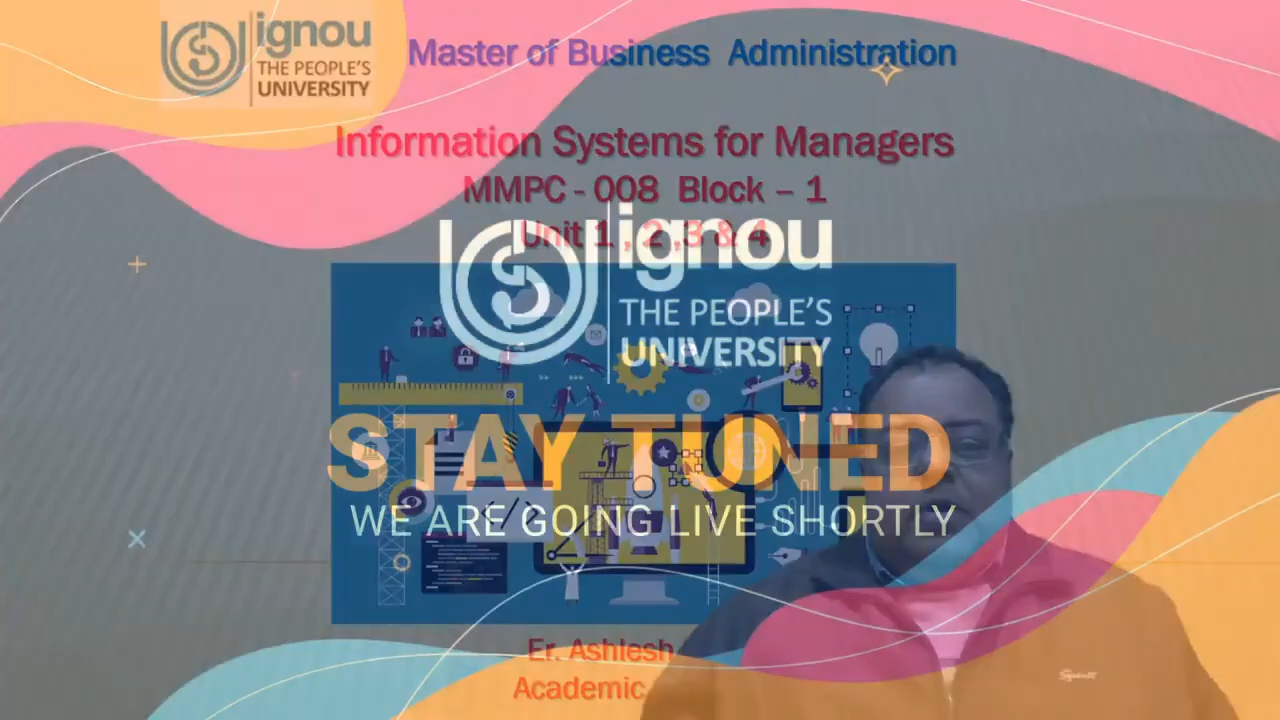 ignou
THE PEOPLE'S
UNIVERSITY
Master of Business Administration
Information Systems for Managers
MMPC - 008 Block – 1
Unit 1 , 2 ,3 & 4
ignou
THE PEOPLE'S
UNIVERSITY
STAY TUNED
WE ARE GOING LIVE SHORTLY
</>
Er. Ashlesh
Academic